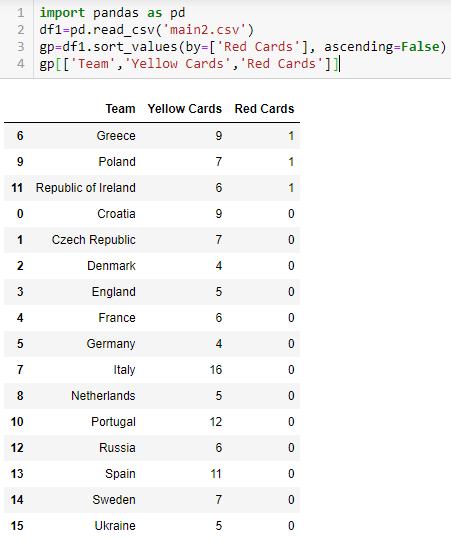 1 import pandas as pd
2 df1=pd.read_csv('main2.csv')
3 gp=df1.sort_values(by=['Red Cards'], ascending=False)
4 gp[['Team','Yellow Cards','Red Cards']]
Team Yellow Cards Red Cards
6 Greece 9 1
9 Poland 7 1
11 Republic of Ireland 6 1
0 Croatia 9 0
1 Czech Republic 7 0
2 Denmark 4 0
3 England 5 0
4 France 6 0
5 Germany 4 0
7 Italy 16 0
8 Netherlands 5 0
10 Portugal 12 0
12 Russia 6 0
13 Spain 11 0
14 Sweden 7 0
15 Ukraine 5 0